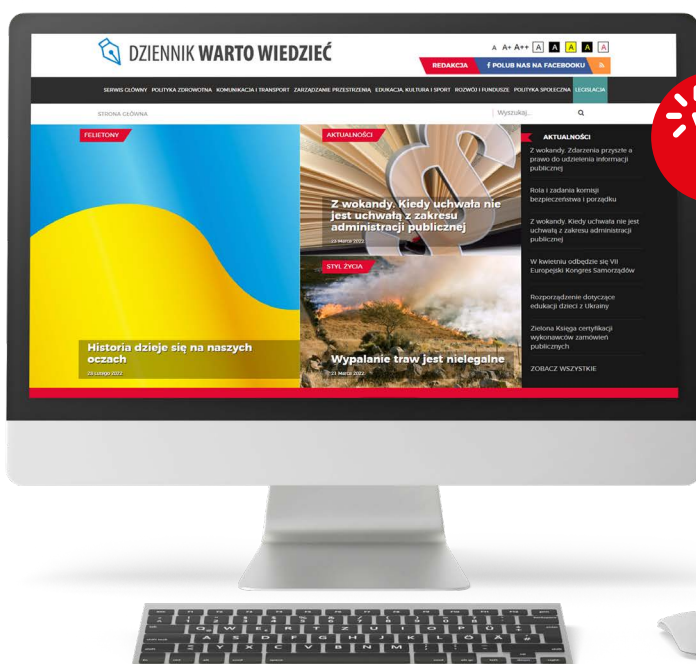 DZIENNIK WARTO WIEDZIEĆ
A A+ A++ A A A A A
REDAKCJA
f POLUB NAS NA FACEBOOKU
SERWIS GŁÓWNY POLITYKA ZDROWOTNA KOMUNIKACJA I TRANSPORT ZARZĄDZANIE PRZESTRZENIĄ EDUKACJA, KULTURA I SPORT ROZWÓJ I FUNDUSZE POLITYKA SPOŁECZNA LEGISLACJA
STRONA GŁÓWNA
Wyszukaj...
FELIETONY
Historia dzieje się na naszych
oczach
AKTUALNOŚCI
Z wokandy. Kiedy uchwała nie
jest uchwałą z zakresu
administracji publicznej
23 Marca 2022
STYL ŻYCIA
Wypalanie traw jest nielegalne
21 Marca 2022
AKTUALNOŚCI
Z wokandy. Zdarzenia przyszłe a
prawo do udzielenia informacji
publicznej
Rola i zadania komisji
bezpieczeństwa i porządku
Z wokandy. Kiedy uchwała nie jest
uchwałą z zakresu administracji
publicznej
W kwietniu odbędzie się VII
Europejski Kongres Samorządów
Rozporządzenie dotyczące
edukacji dzieci z Ukrainy
Zielona Księga certyfikacji
wykonawców zamówień
publicznych
ZOBACZ WSZYSTKIE
Q W E R T Z U I O P Ü
A S D F G H J K L Ö Ä
Y X C V B N M